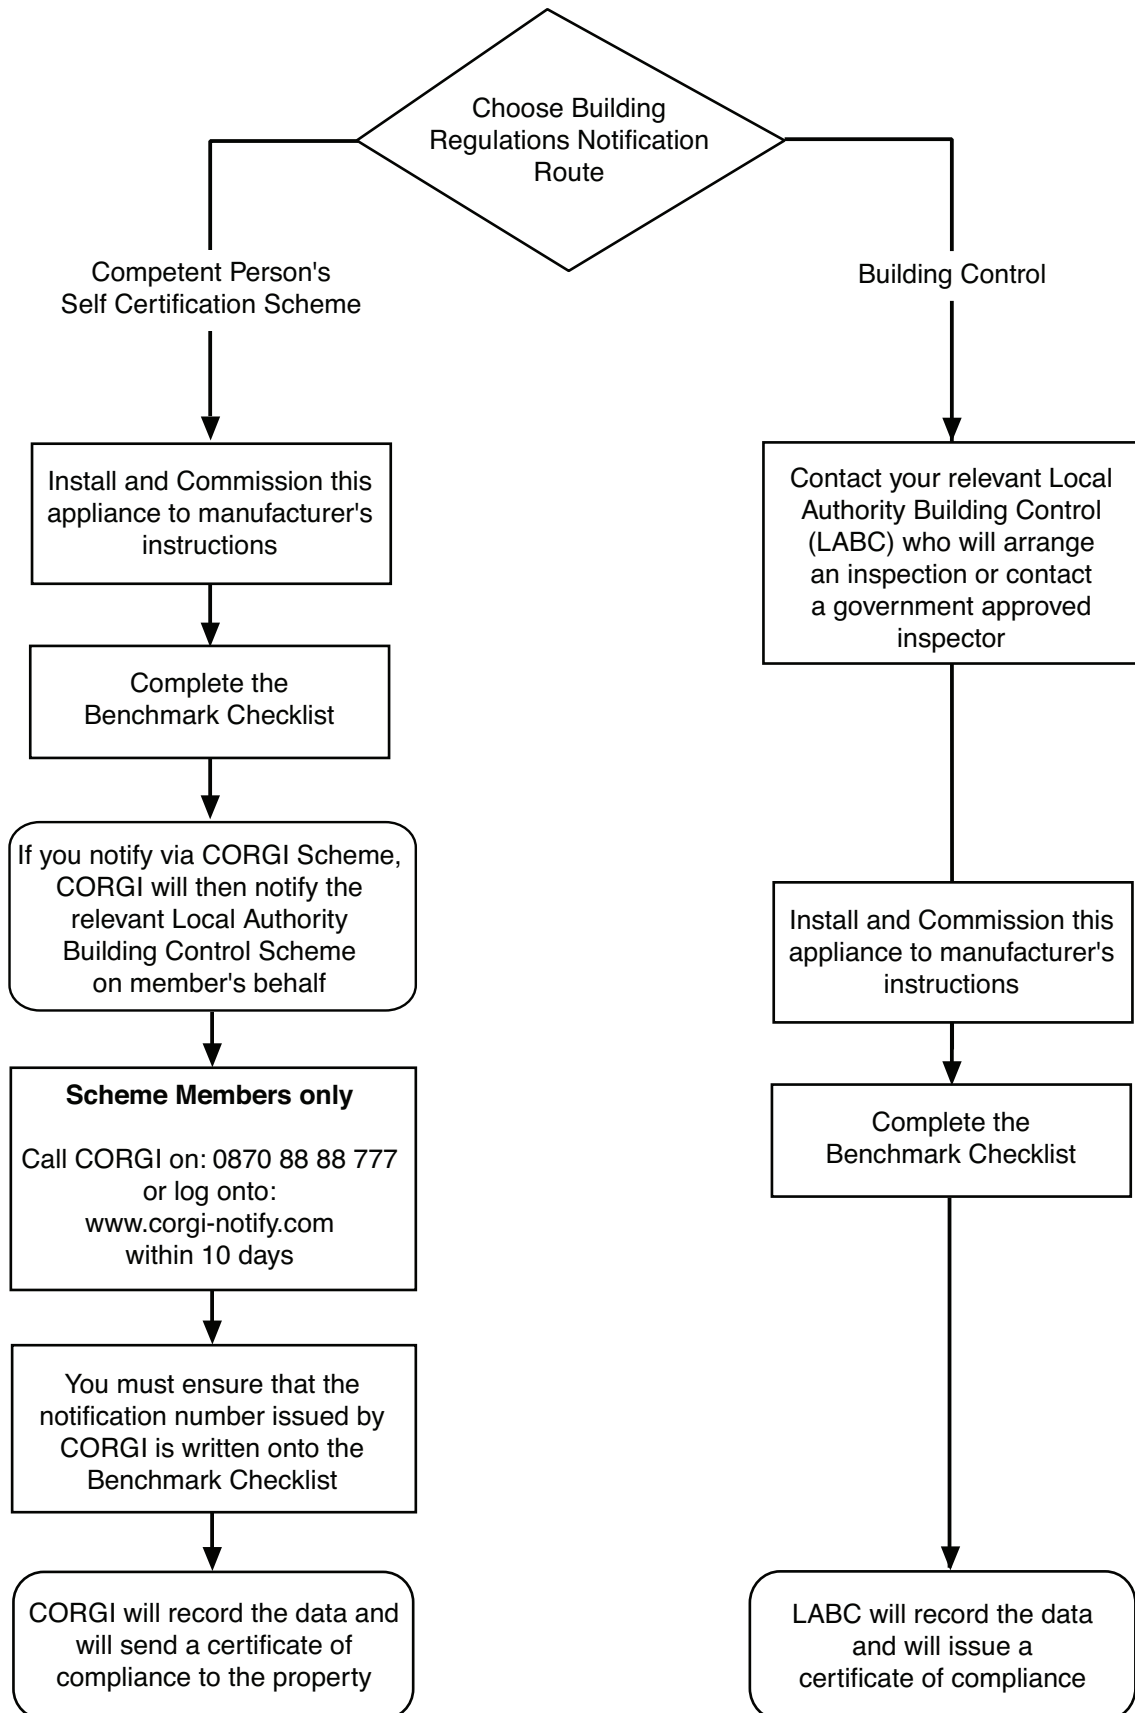 Choose Building
Regulations Notification
Route
Competent Person's
Self Certification Scheme
Building Control
Install and Commission this
appliance to manufacturer's
instructions
Complete the
Benchmark Checklist
If you notify via CORGI Scheme,
CORGI will then notify the
relevant Local Authority
Building Control Scheme
on member's behalf
Scheme Members only
Call CORGI on: 0870 88 88 777
or log onto:
www.corgi-notify.com
within 10 days
You must ensure that the
notification number issued by
CORGI is written onto the
Benchmark Checklist
CORGI will record the data and
will send a certificate of
compliance to the property
Contact your relevant Local
Authority Building Control
(LABC) who will arrange
an inspection or contact
a government approved
inspector
Install and Commission this
appliance to manufacturer's
instructions
Complete the
Benchmark Checklist
LABC will record the data
and will issue a
certificate of compliance